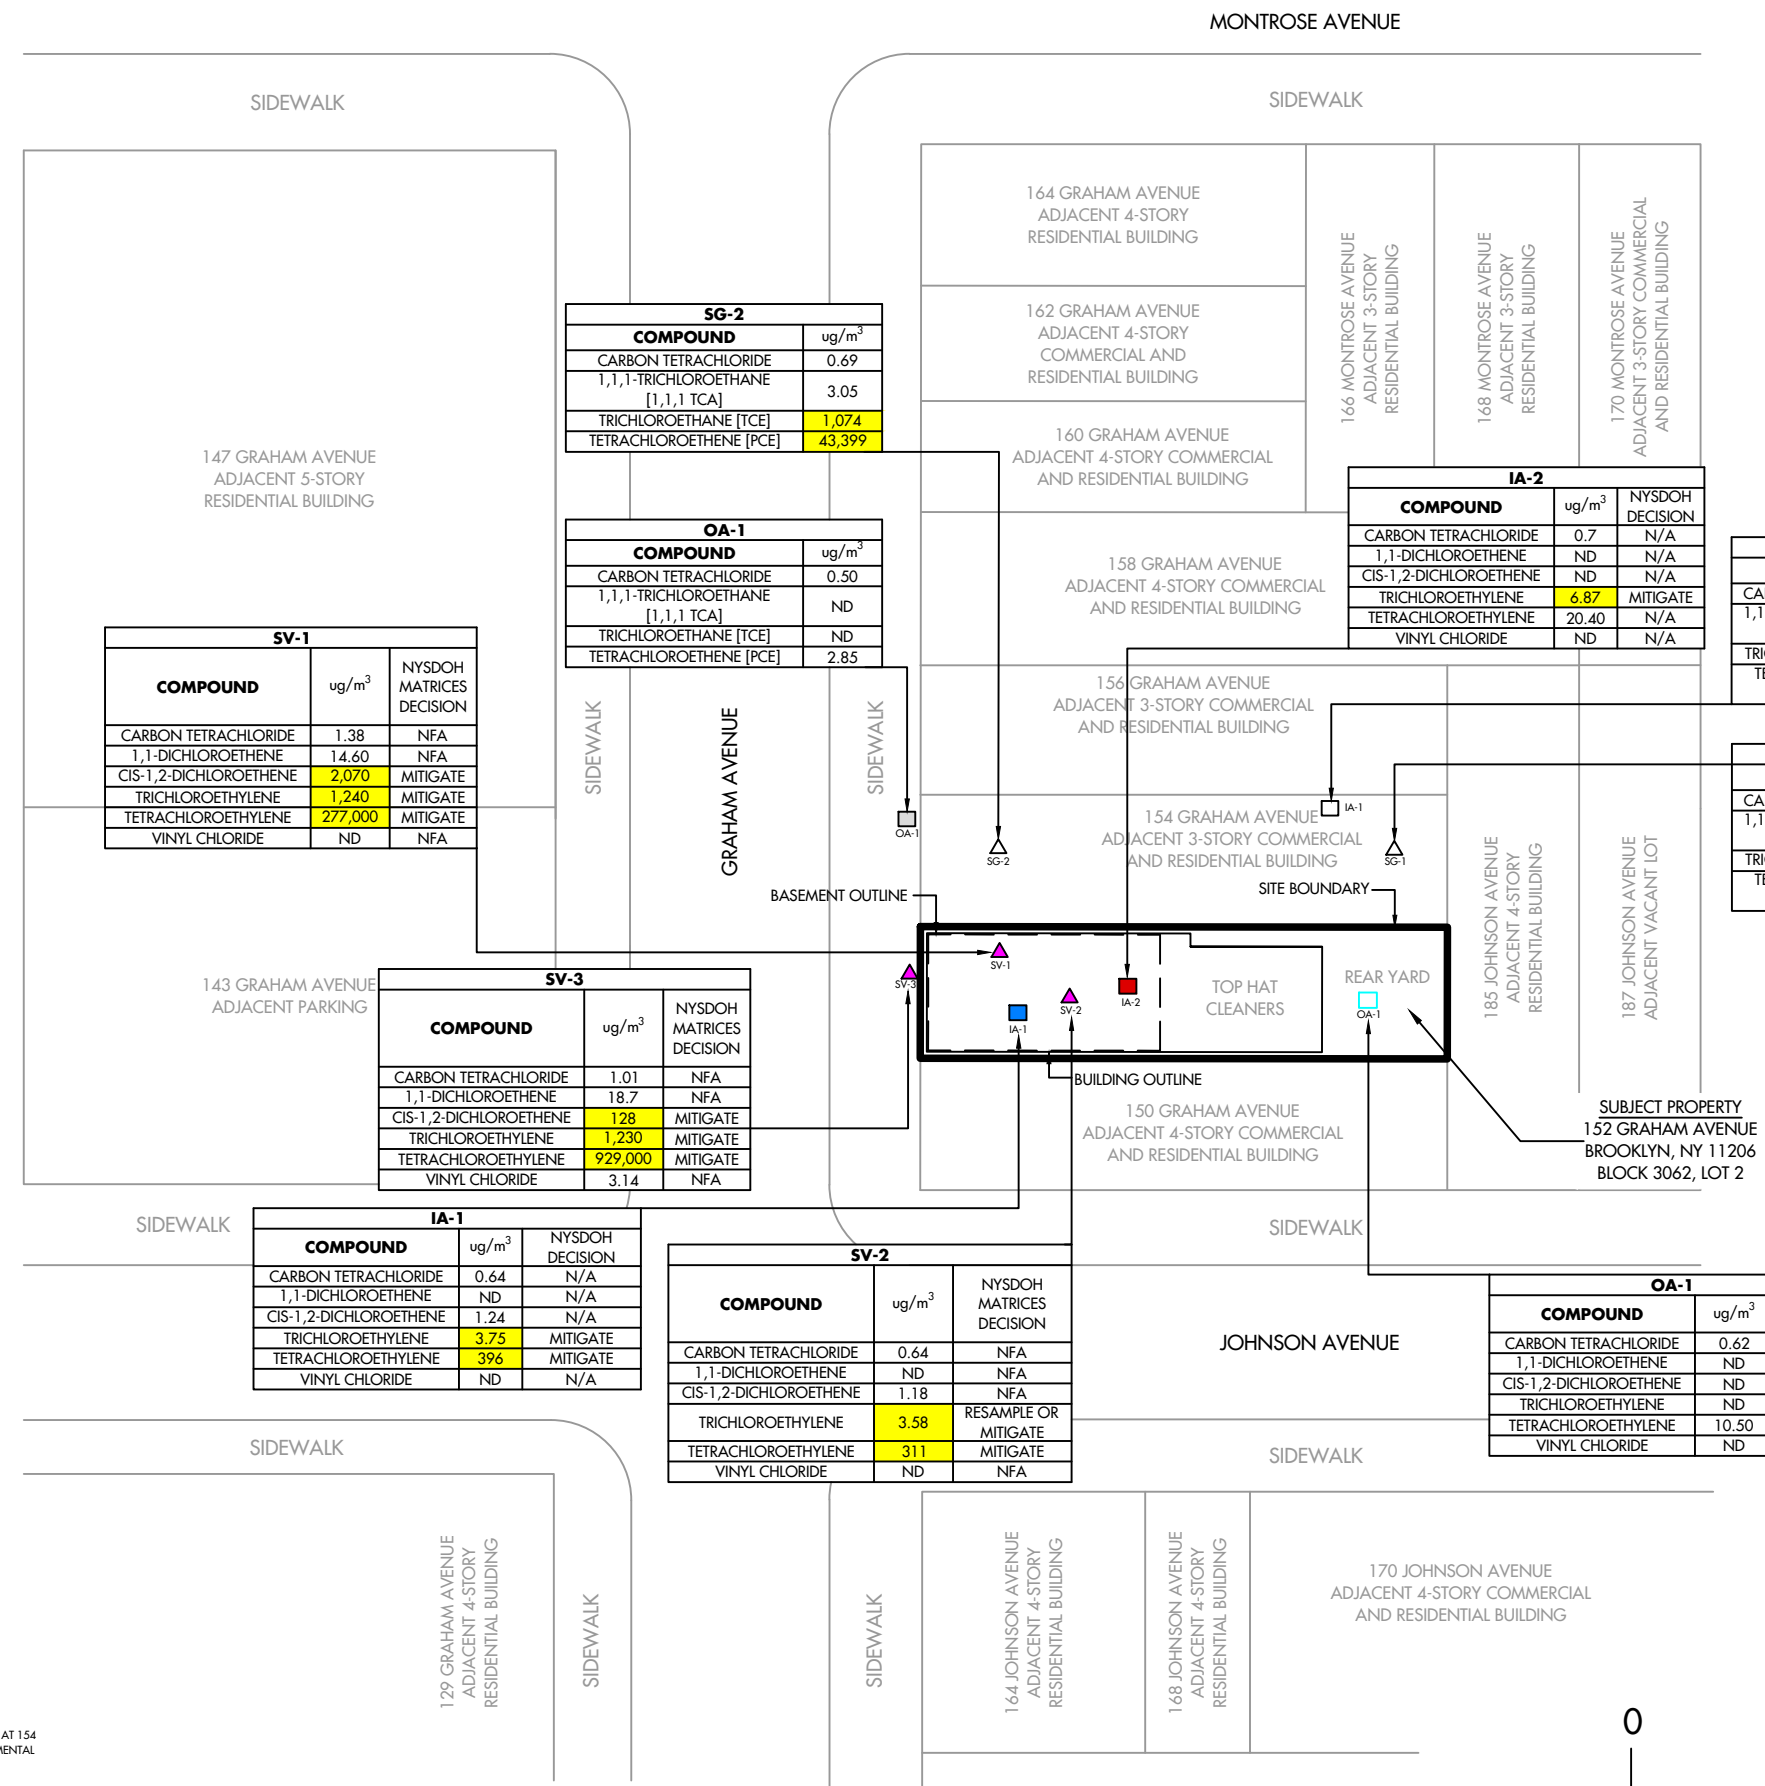 MONTROSE AVENUE
SIDEWALK
SIDEWALK
164 GRAHAM AVENUE
ADJACENT 4-STORY
RESIDENTIAL BUILDING
162 GRAHAM AVENUE
ADJACENT 4-STORY
COMMERCIAL AND
RESIDENTIAL BUILDING
160 GRAHAM AVENUE
ADJACENT 4-STORY COMMERCIAL
AND RESIDENTIAL BUILDING
158 GRAHAM AVENUE
ADJACENT 4-STORY COMMERCIAL
AND RESIDENTIAL BUILDING
156 GRAHAM AVENUE
ADJACENT 3-STORY COMMERCIAL
AND RESIDENTIAL BUILDING
154 GRAHAM AVENUE
ADJACENT 3-STORY COMMERCIAL
AND RESIDENTIAL BUILDING
166 MONTROSE AVENUE
ADJACENT 3-STORY
RESIDENTIAL BUILDING
168 MONTROSE AVENUE
ADJACENT 3-STORY
RESIDENTIAL BUILDING
170 MONTROSE AVENUE
ADJACENT 3-STORY COMMERCIAL
AND RESIDENTIAL BUILDING
147 GRAHAM AVENUE
ADJACENT 5-STORY
RESIDENTIAL BUILDING
SG-2
COMPOUND ug/m³
CARBON TETRACHLORIDE 0.69
1,1,1-TRICHLOROETHANE
[1,1,1 TCA] 3.05
TRICHLOROETHANE [TCE] 1,074
TETRACHLOROETHENE [PCE] 43,399
OA-1
COMPOUND ug/m³
CARBON TETRACHLORIDE 0.50
1,1,1-TRICHLOROETHANE
[1,1,1 TCA] ND
TRICHLOROETHANE [TCE] ND
TETRACHLOROETHENE [PCE] 2.85
IA-2
COMPOUND ug/m³ NYSDOH
DECISION
CARBON TETRACHLORIDE 0.7 N/A
1,1-DICHLOROETHENE ND N/A
CIS-1,2-DICHLOROETHENE ND N/A
TRICHLOROETHYLENE 6.87 MITIGATE
TETRACHLOROETHYLENE 20.40 N/A
VINYL CHLORIDE ND N/A
SV-1
COMPOUND ug/m³ NYSDOH
MATRICES
DECISION
CARBON TETRACHLORIDE 1.38 NFA
1,1-DICHLOROETHENE 14.60 NFA
CIS-1,2-DICHLOROETHENE 2,070 MITIGATE
TRICHLOROETHYLENE 1,240 MITIGATE
TETRACHLOROETHYLENE 277,000 MITIGATE
VINYL CHLORIDE ND NFA
SIDEWALK
GRAHAM AVENUE
SIDEWALK
OA-1
SG-2
IA-1
SG-1
BASEMENT OUTLINE
SITE BOUNDARY
SV-1
SV-3
IA-1
SV-2
IA-2
TOP HAT
CLEANERS
REAR YARD
OA-1
BUILDING OUTLINE
185 JOHNSON AVENUE
ADJACENT 4-STORY
RESIDENTIAL BUILDING
187 JOHNSON AVENUE
ADJACENT VACANT LOT
143 GRAHAM AVENUE
ADJACENT PARKING
SV-3
COMPOUND ug/m³ NYSDOH
MATRICES
DECISION
CARBON TETRACHLORIDE 1.01 NFA
1,1-DICHLOROETHENE 18.7 NFA
CIS-1,2-DICHLOROETHENE 128 MITIGATE
TRICHLOROETHYLENE 1,230 MITIGATE
TETRACHLOROETHYLENE 929,000 MITIGATE
VINYL CHLORIDE 3.14 NFA
150 GRAHAM AVENUE
ADJACENT 4-STORY COMMERCIAL
AND RESIDENTIAL BUILDING
SUBJECT PROPERTY
152 GRAHAM AVENUE
BROOKLYN, NY 11206
BLOCK 3062, LOT 2
SIDEWALK
SIDEWALK
IA-1
COMPOUND ug/m³ NYSDOH
DECISION
CARBON TETRACHLORIDE 0.64 N/A
1,1-DICHLOROETHENE ND N/A
CIS-1,2-DICHLOROETHENE 1.24 N/A
TRICHLOROETHYLENE 3.75 MITIGATE
TETRACHLOROETHYLENE 396 MITIGATE
VINYL CHLORIDE ND N/A
SV-2
COMPOUND ug/m³ NYSDOH
MATRICES
DECISION
CARBON TETRACHLORIDE 0.64 NFA
1,1-DICHLOROETHENE ND NFA
CIS-1,2-DICHLOROETHENE 1.18 NFA
TRICHLOROETHYLENE 3.58 RESAMPLE OR
MITIGATE
TETRACHLOROETHYLENE 311 MITIGATE
VINYL CHLORIDE ND NFA
JOHNSON AVENUE
OA-1
COMPOUND ug/m³
CARBON TETRACHLORIDE 0.62
1,1-DICHLOROETHENE ND
CIS-1,2-DICHLOROETHENE ND
TRICHLOROETHYLENE ND
TETRACHLOROETHYLENE 10.50
VINYL CHLORIDE ND
SIDEWALK
SIDEWALK
129 GRAHAM AVENUE
ADJACENT 4-STORY
RESIDENTIAL BUILDING
SIDEWALK
SIDEWALK
164 JOHNSON AVENUE
ADJACENT 4-STORY
RESIDENTIAL BUILDING
168 JOHNSON AVENUE
ADJACENT 4-STORY
RESIDENTIAL BUILDING
170 JOHNSON AVENUE
ADJACENT 4-STORY COMMERCIAL
AND RESIDENTIAL BUILDING
AT 154
0